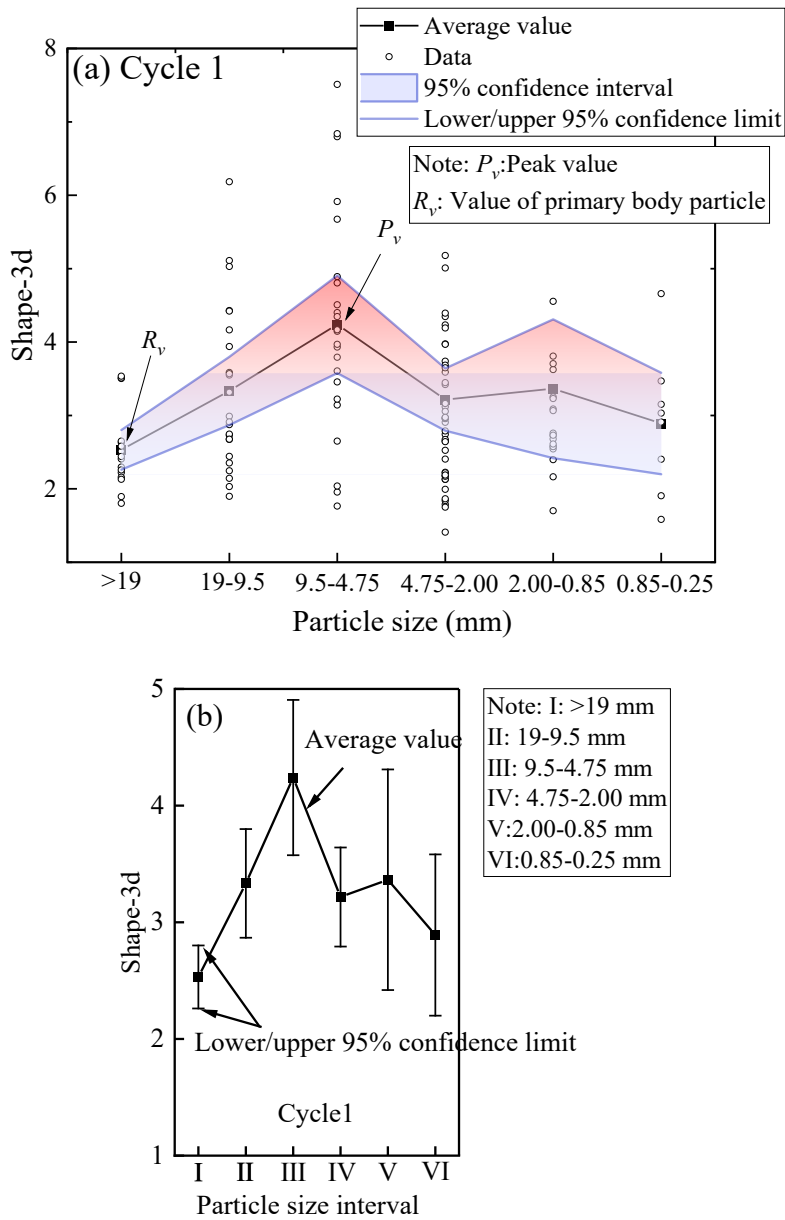 Average value
Data
95% confidence interval
Lower/upper 95% confidence limit
(a) Cycle 1
Note: Pv:Peak value
Rv: Value of primary body particle
Pv
Rv
Shape-3d
8
6
4
2
>19
19-9.5
9.5-4.75
4.75-2.00
2.00-0.85
0.85-0.25
Particle size (mm)
(b)
Average value
Lower/upper 95% confidence limit
Cycle1
Shape-3d
5
4
3
2
1
I
II
III
IV
V
VI
Particle size interval
Note: I: >19 mm
II: 19-9.5 mm
III: 9.5-4.75 mm
IV: 4.75-2.00 mm
V:2.00-0.85 mm
VI:0.85-0.25 mm